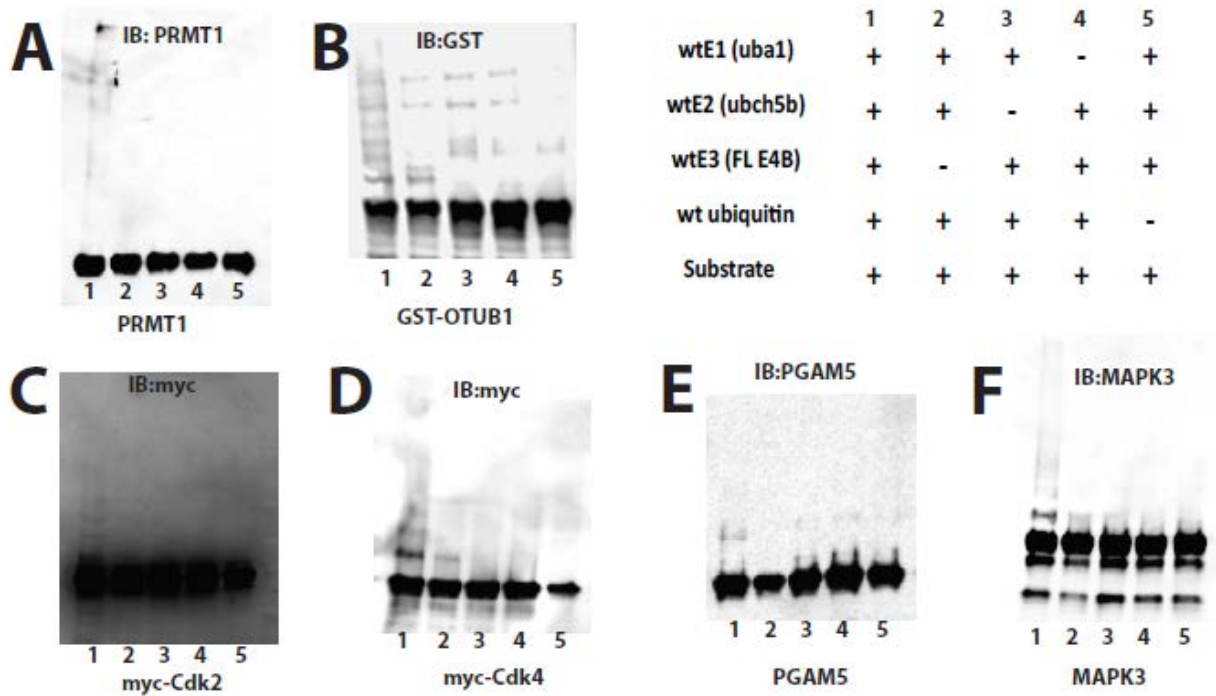 A
IB: PRMT1
1 2 3 4 5
PRMT1
B
IB:GST
1 2 3 4 5
GST-OTUB1
1 2 3 4 5
wtE1 (uba1) + + + - +
wtE2 (ubch5b) + + - + +
wtE3 (FL E4B) + - + + +
wt ubiquitin + + + + -
Substrate + + + + +
C
IB:myc
1 2 3 4 5
myc-Cdk2
D
IB:myc
1 2 3 4 5
myc-Cdk4
E
IB:PGAM5
1 2 3 4 5
PGAM5
F
IB:MAPK3
1 2 3 4 5
MAPK3